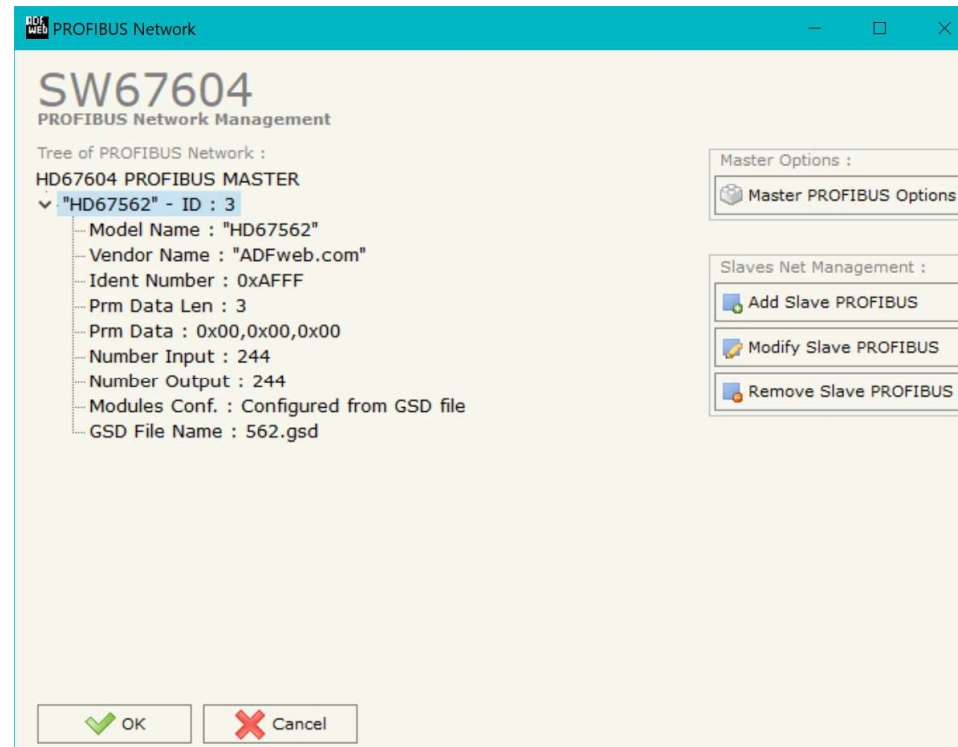 ADF
WEB PROFIBUS Network
SW67604
PROFIBUS Network Management
Tree of PROFIBUS Network :
HD67604 PROFIBUS MASTER
"HD67562" - ID : 3
Model Name : "HD67562"
Vendor Name : "ADFweb.com"
Ident Number : 0xAFFF
Prm Data Len : 3
Prm Data : 0x00,0x00,0x00
Number Input : 244
Number Output : 244
Modules Conf. : Configured from GSD file
GSD File Name : 562.gsd
Master Options :
Master PROFIBUS Options
Slaves Net Management :
Add Slave PROFIBUS
Modify Slave PROFIBUS
Remove Slave PROFIBUS
OK
Cancel